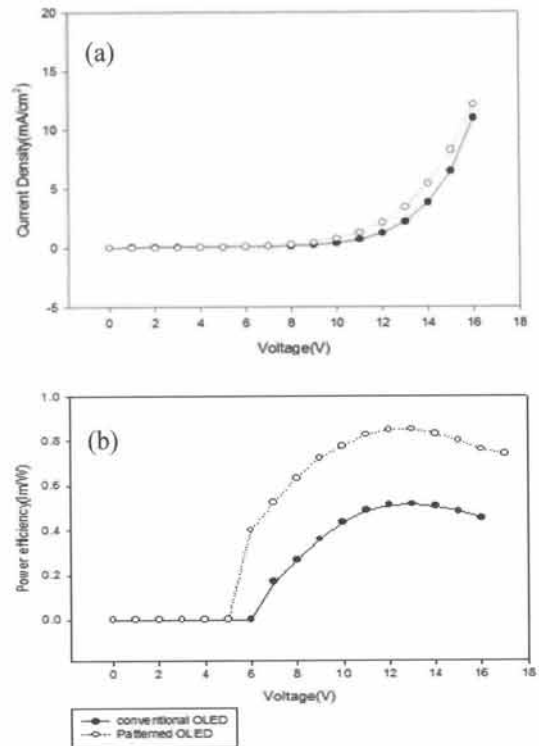 20
(a)
15
10
5
0
-5
Current Density(mA/cm²)
0 2 4 6 8 10 12 14 16 18
Voltage(V)
1.0
(b)
0.8
0.6
0.4
0.2
0.0
Power efficiency(lm/W)
0 2 4 6 8 10 12 14 16 18
Voltage(V)
conventional OLED
Patterned OLED